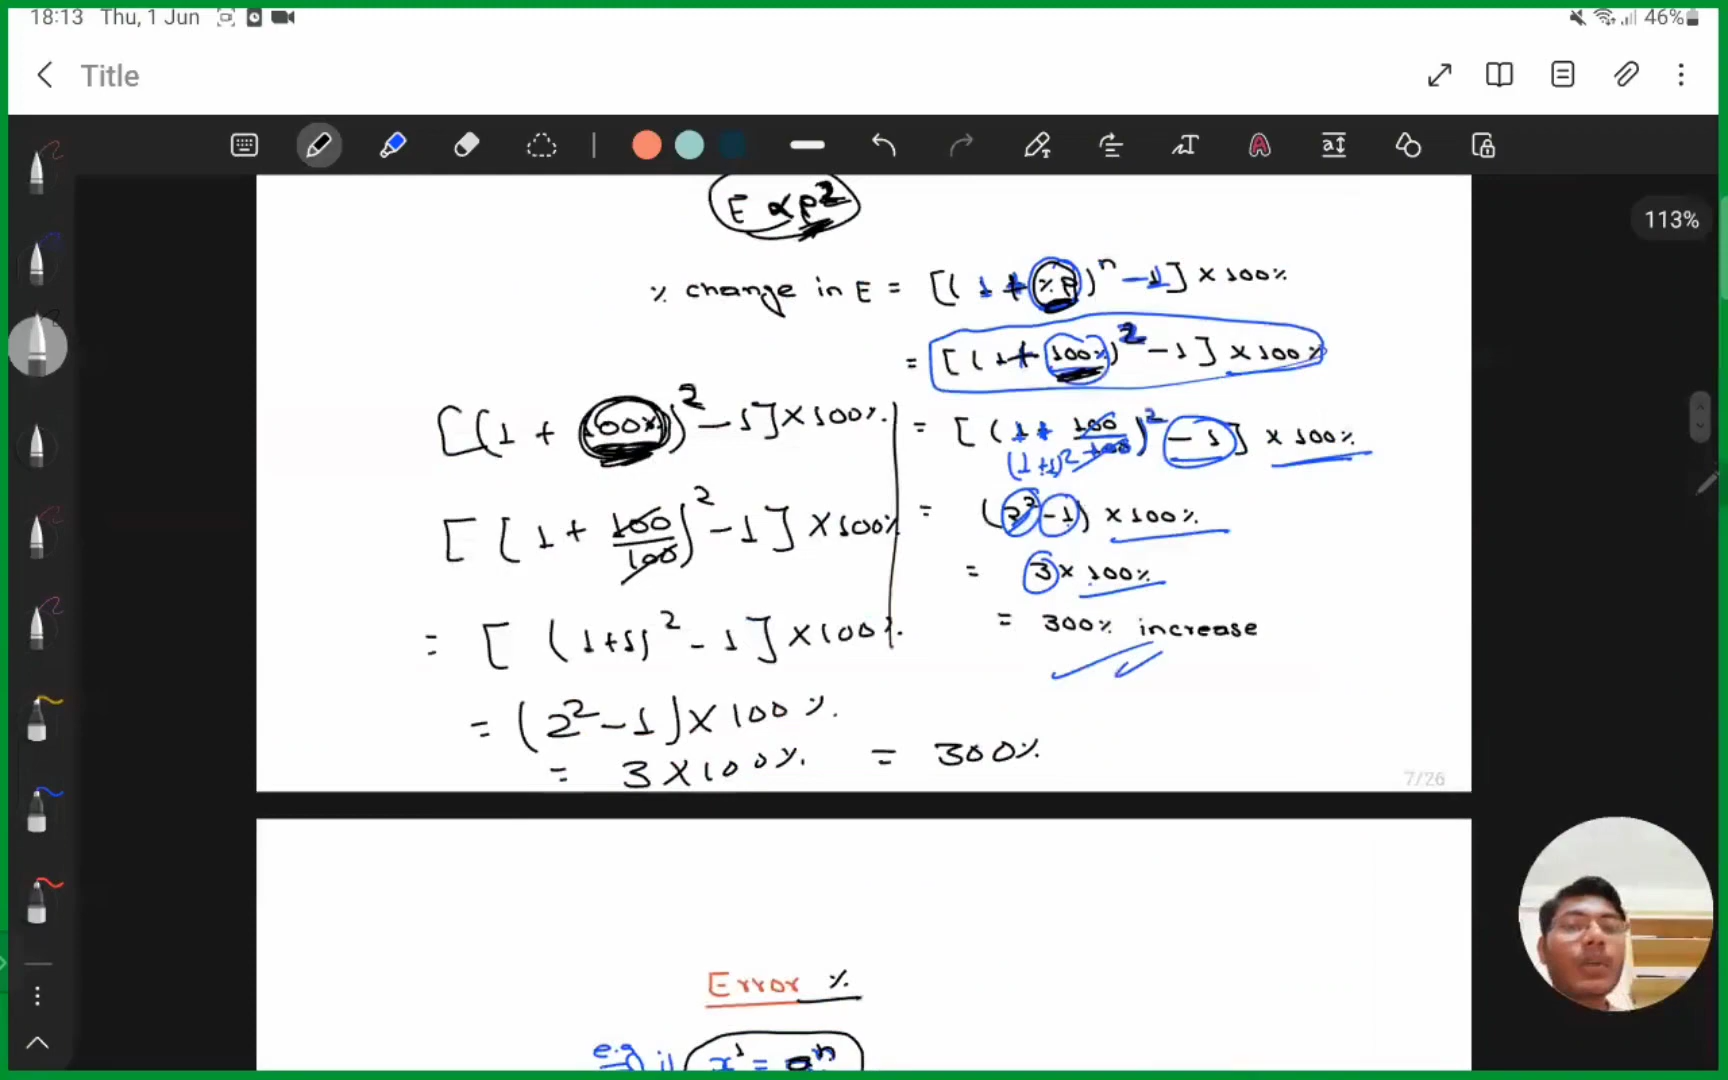 18:13 Thu, 1 Jun 46%
Title
113%
E ∝ P²
% change in E = [(1 + %P)ⁿ - 1] × 100%
= [(1 + 100%)² - 1] × 100%
[(1 + 100%)² - 1] × 100%
= [(1 + 100/100)² - 1] × 100%
(1+1)²
[[1 + 100/100)² - 1] × 100%
= (2² - 1) × 100%
= 3 × 100%
= [(1+1)² - 1] × 100%
= 300% increase
= (2² - 1) × 100%
= 3 × 100% = 300%
7/26
Error %
e.g